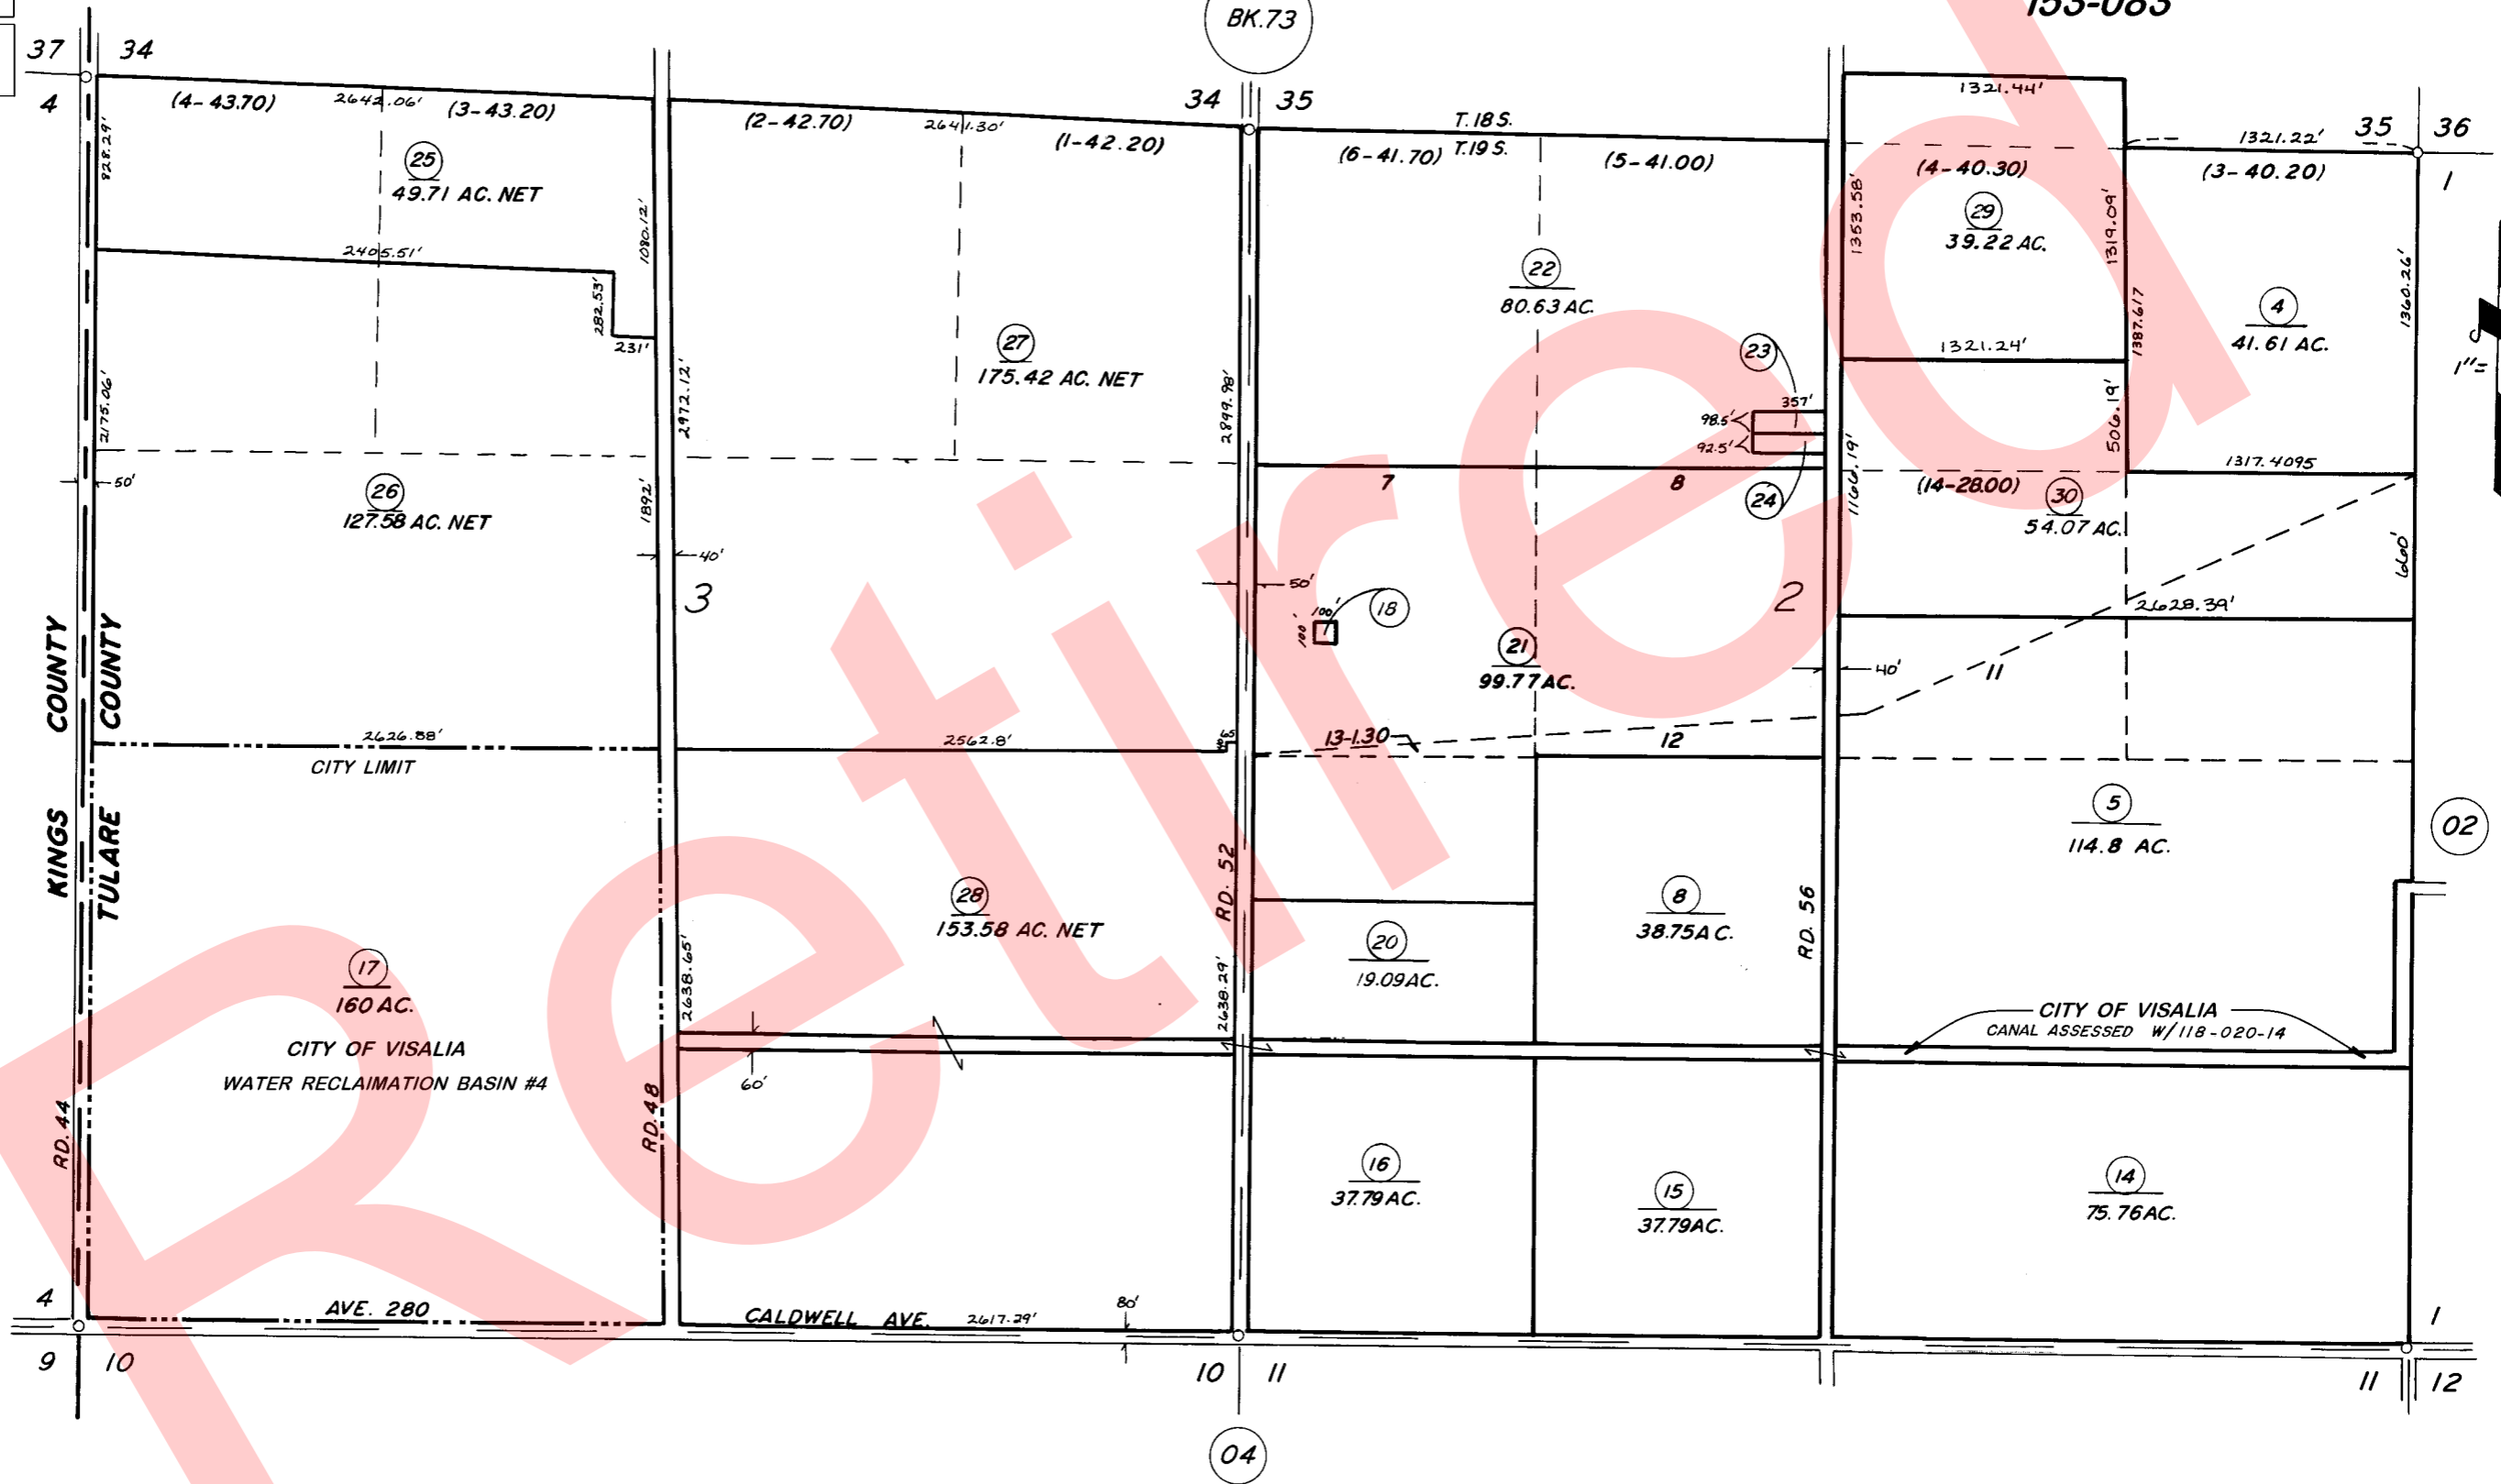 BK.73
153-083
37 34
4
34 35
35 36
1
(4-43.70) 2642.06' (3-43.20)
(2-42.70) 2641.30' (1-42.20)
T.18S.
T.19 S.
(6-41.70) (5-41.00)
1321.44'
1321.22'
(4-40.30)
(3-40.20)
828.29'
25
49.71 AC. NET
1080.12'
2405.51'
282.53'
231'
27
175.42 AC. NET
22
80.63 AC.
1353.58'
29
39.22 AC.
1319.09'
1387.617
4
41.61 AC.
1360.26'
1"=
1321.24'
23
357'
98.5'
92.5'
24
2175.06'
2972.12'
2899.98'
1166.19'
506.19'
1317.4095
50'
26
127.58 AC. NET
1892'
40'
7
8
(14-28.00)
30
54.07 AC.
660'
3
50'
100'
100'
18
2
2628.39'
21
99.77 AC.
40'
11
KINGS COUNTY
TULARE COUNTY
2626.88'
CITY LIMIT
2562.8'
65
13-1.30
12
RD. 52
5
114.8 AC.
02
28
153.58 AC. NET
8
38.75 AC.
RD. 56
20
19.09 AC.
17
160 AC.
CITY OF VISALIA
WATER RECLAIMATION BASIN #4
2638.65'
2638.29'
60'
CITY OF VISALIA
CANAL ASSESSED W/118-020-14
RD. 44
RD. 48
16
37.79 AC.
15
37.79 AC.
14
75.76 AC.
4
AVE. 280
CALDWELL AVE. 2617.29'
80'
1
9 10
10 11
11 12
04
Retired